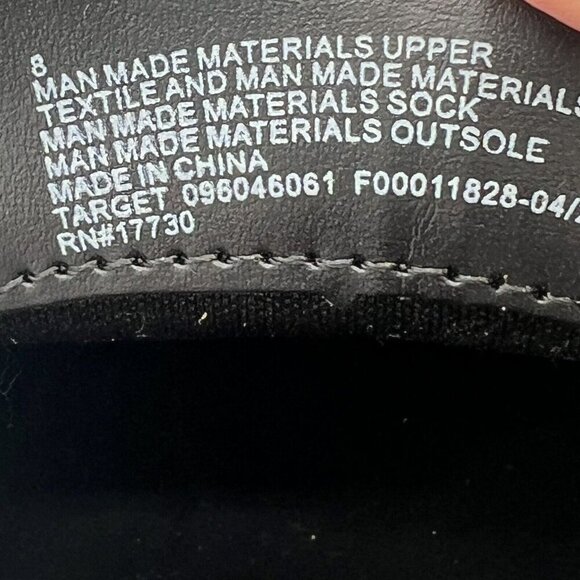 8
MAN MADE MATERIALS UPPER
TEXTILE AND MAN MADE MATERIALS
MAN MADE MATERIALS SOCK
MAN MADE MATERIALS OUTSOLE
MADE IN CHINA
TARGET 096046061 F00011828-04/
RN#17730